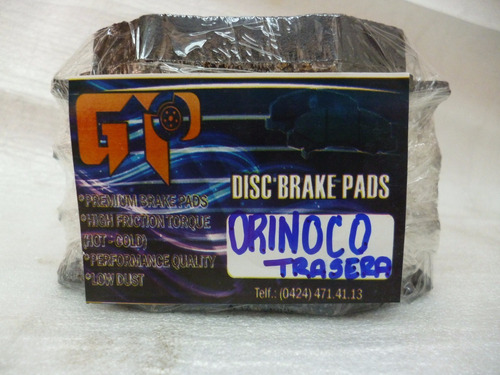 GP
DISC BRAKE PADS
*PREMIUM BRAKE PADS
*HIGH FRICTION TORQUE
(HOT - COLD)
*PERFORMANCE QUALITY
*LOW DUST
ORINOCO
TRASERA
Telf.: (0424) 471.41.13